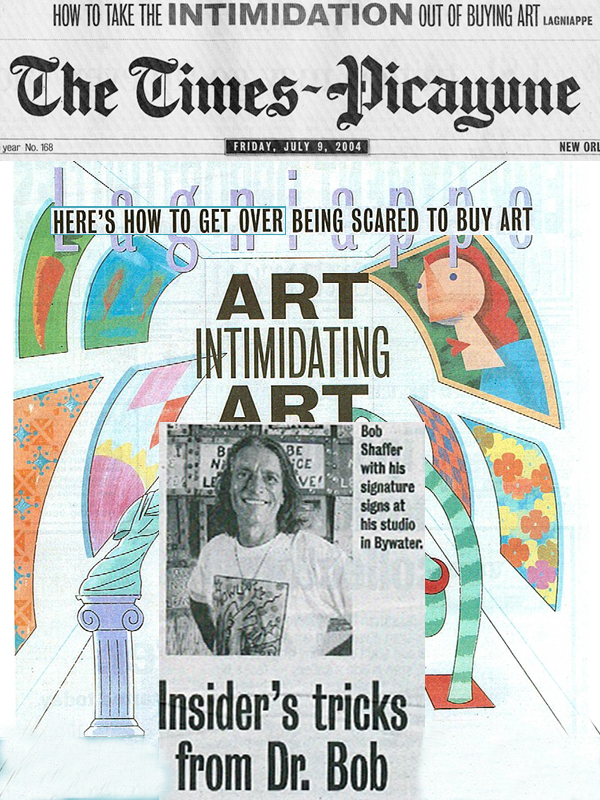 HOW TO TAKE THE INTIMIDATION OUT OF BUYING ART LAGNIAPPE
The Times-Picayune
year No. 168
FRIDAY, JULY 9, 2004
NEW ORL
Lagniappe
HERE'S HOW TO GET OVER BEING SCARED TO BUY ART
ART
INTIMIDATING
ART
Bob
Shaffer
with his
signature
signs at
his studio
in Bywater.
Insider's tricks
from Dr. Bob